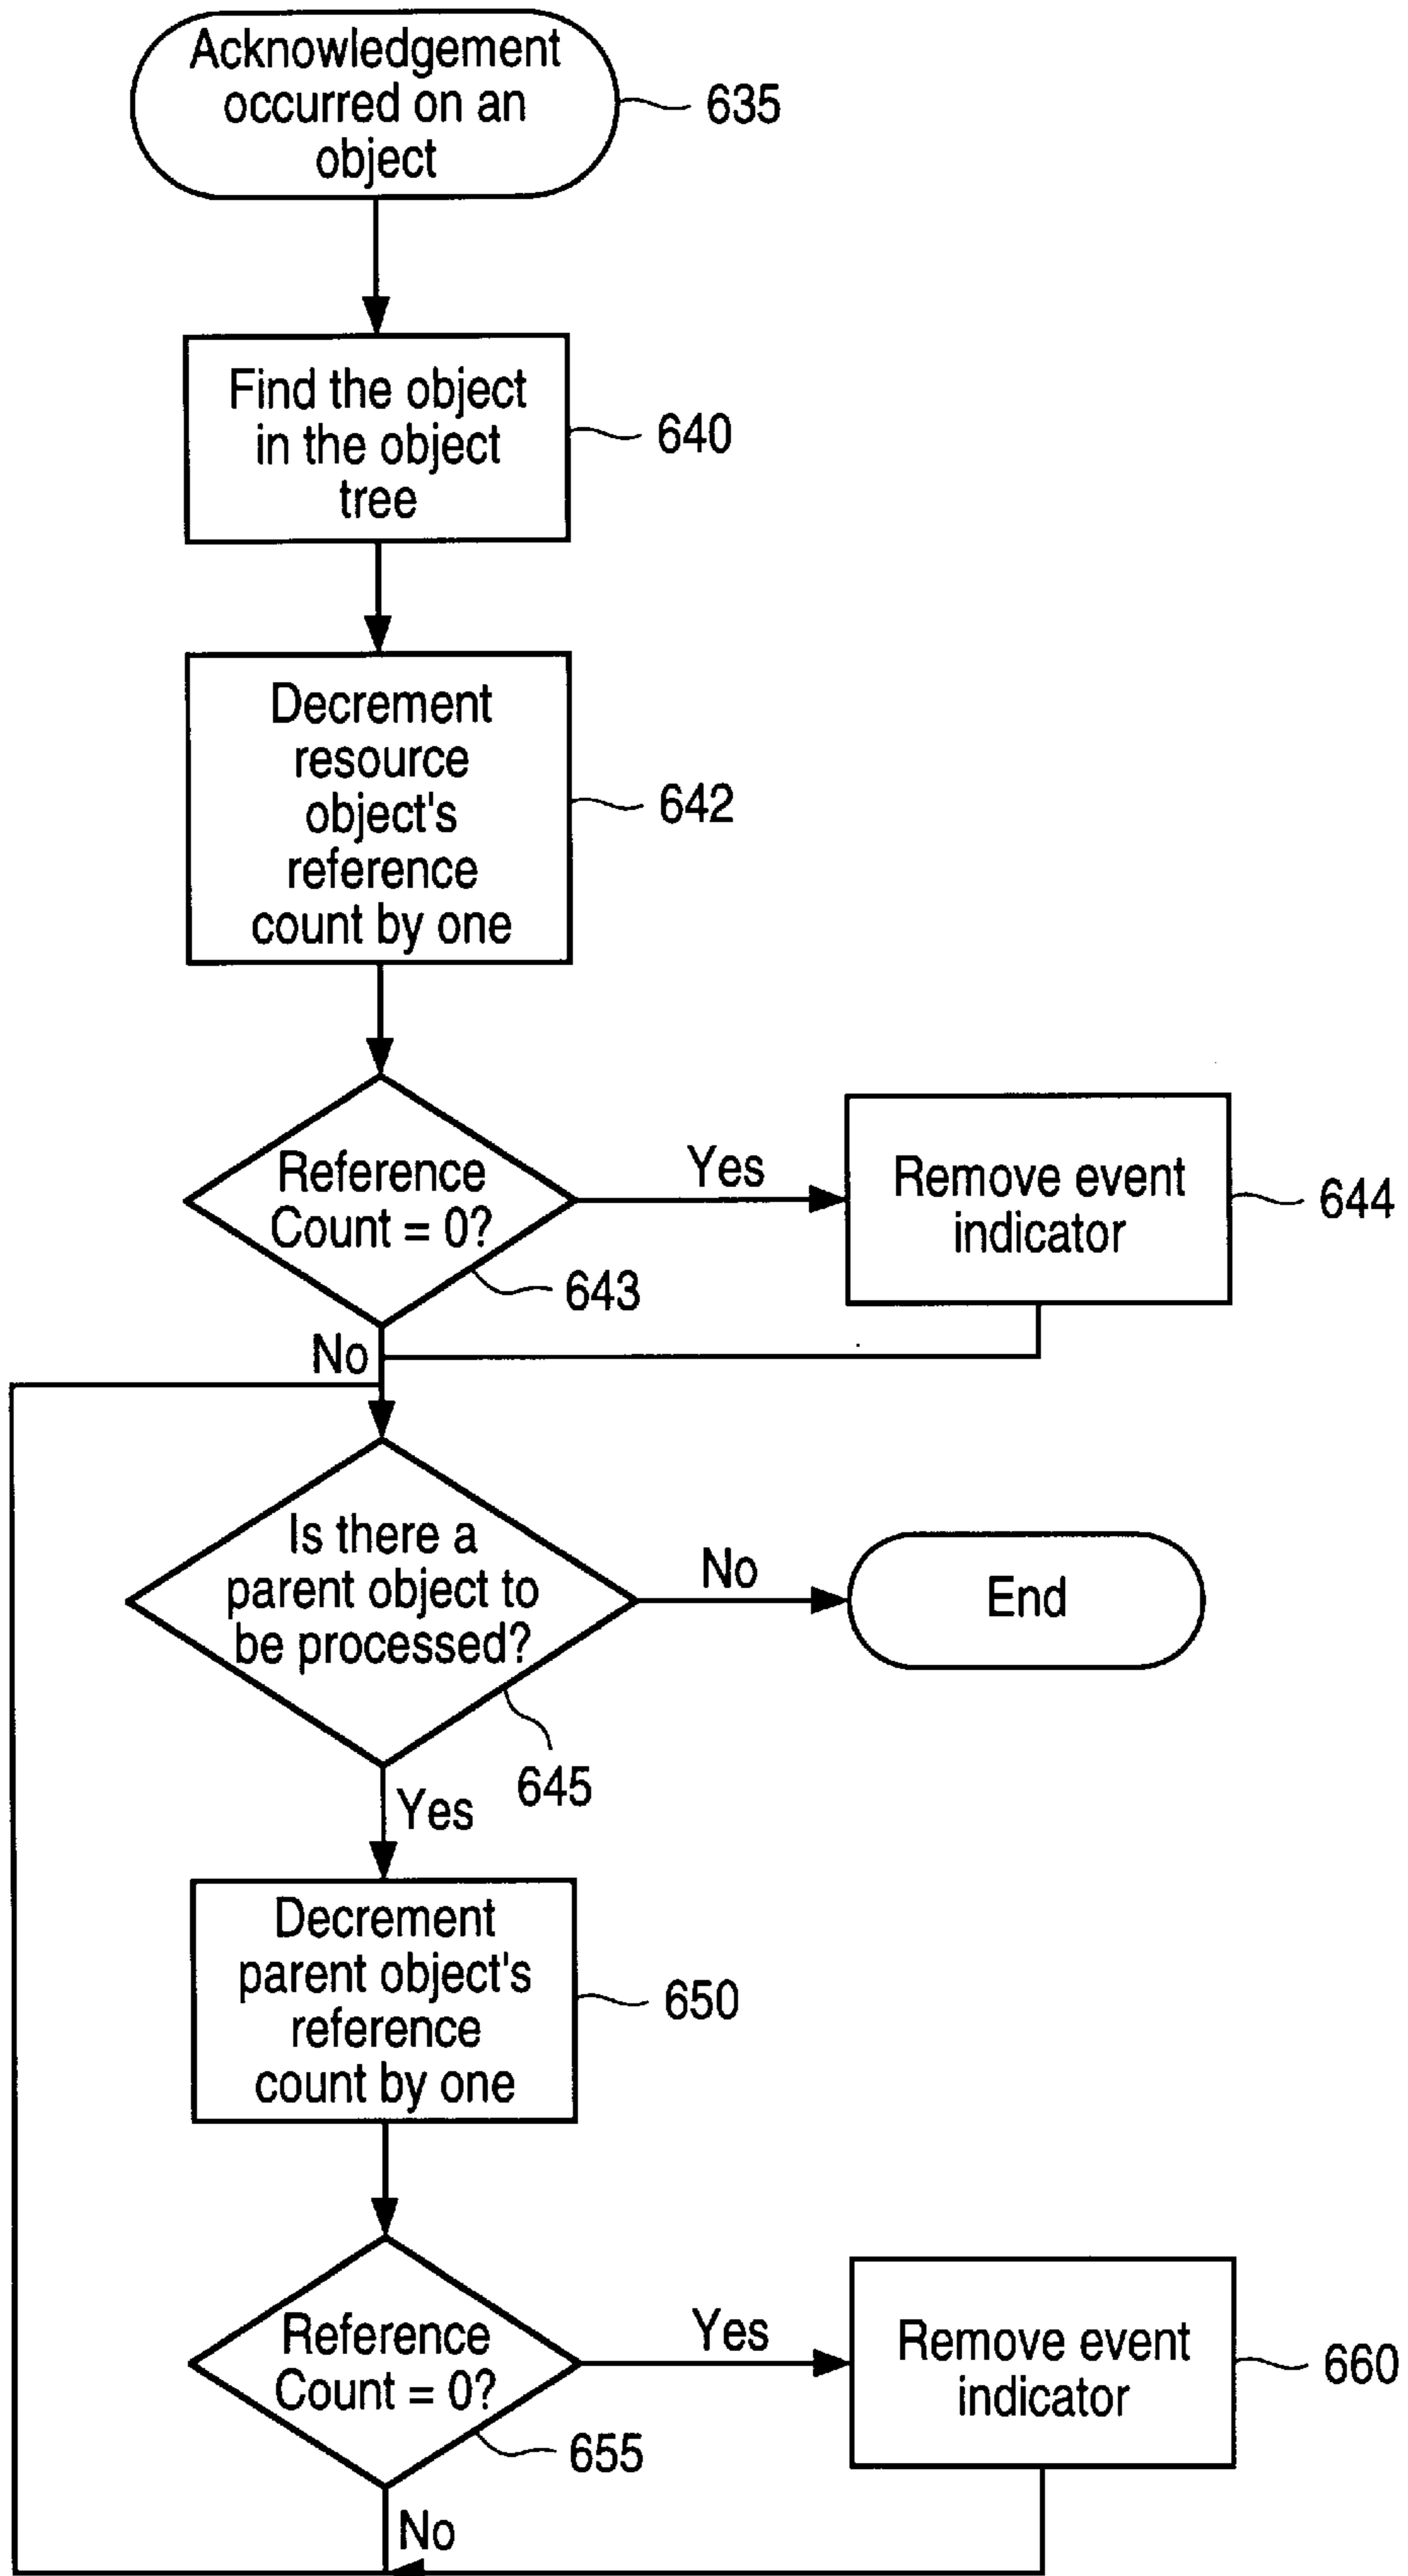 Acknowledgement
occurred on an
object
635
Find the object
in the object
tree
640
Decrement
resource
object's
reference
count by one
642
Reference
Count = 0?
643
Yes
Remove event
indicator
644
No
Is there a
parent object to
be processed?
645
No
End
Yes
Decrement
parent object's
reference
count by one
650
Reference
Count = 0?
655
Yes
Remove event
indicator
660
No